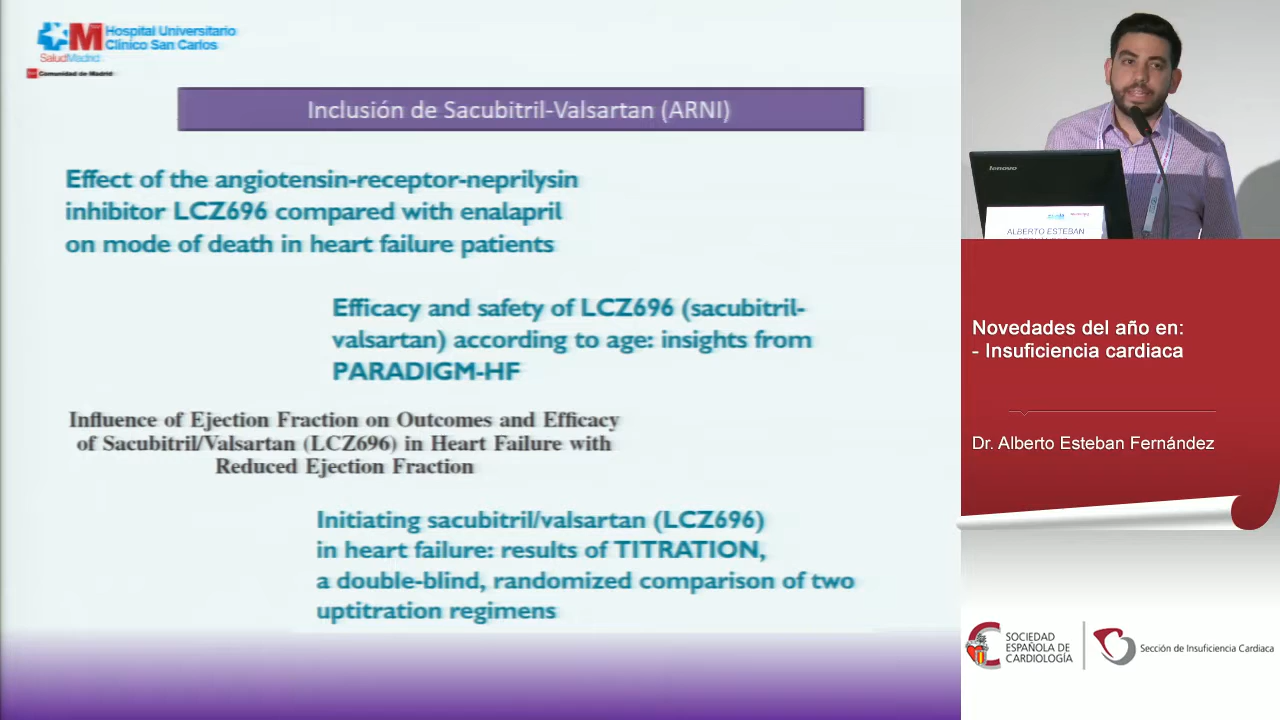 Hospital Universitario
Clínico San Carlos
SaludMadrid
Comunidad de Madrid
Inclusión de Sacubitril-Valsartan (ARNI)
Effect of the angiotensin-receptor-neprilysin
inhibitor LCZ696 compared with enalapril
on mode of death in heart failure patients
Efficacy and safety of LCZ696 (sacubitril-
valsartan) according to age: insights from
PARADIGM-HF
Influence of Ejection Fraction on Outcomes and Efficacy
of Sacubitril/Valsartan (LCZ696) in Heart Failure with
Reduced Ejection Fraction
Initiating sacubitril/valsartan (LCZ696)
in heart failure: results of TITRATION,
a double-blind, randomized comparison of two
uptitration regimens
lenovo
ALBERTO ESTEBAN
Novedades del año en:
- Insuficiencia cardiaca
Dr. Alberto Esteban Fernández
SOCIEDAD
ESPAÑOLA DE
CARDIOLOGÍA
Sección de Insuficiencia Cardiaca